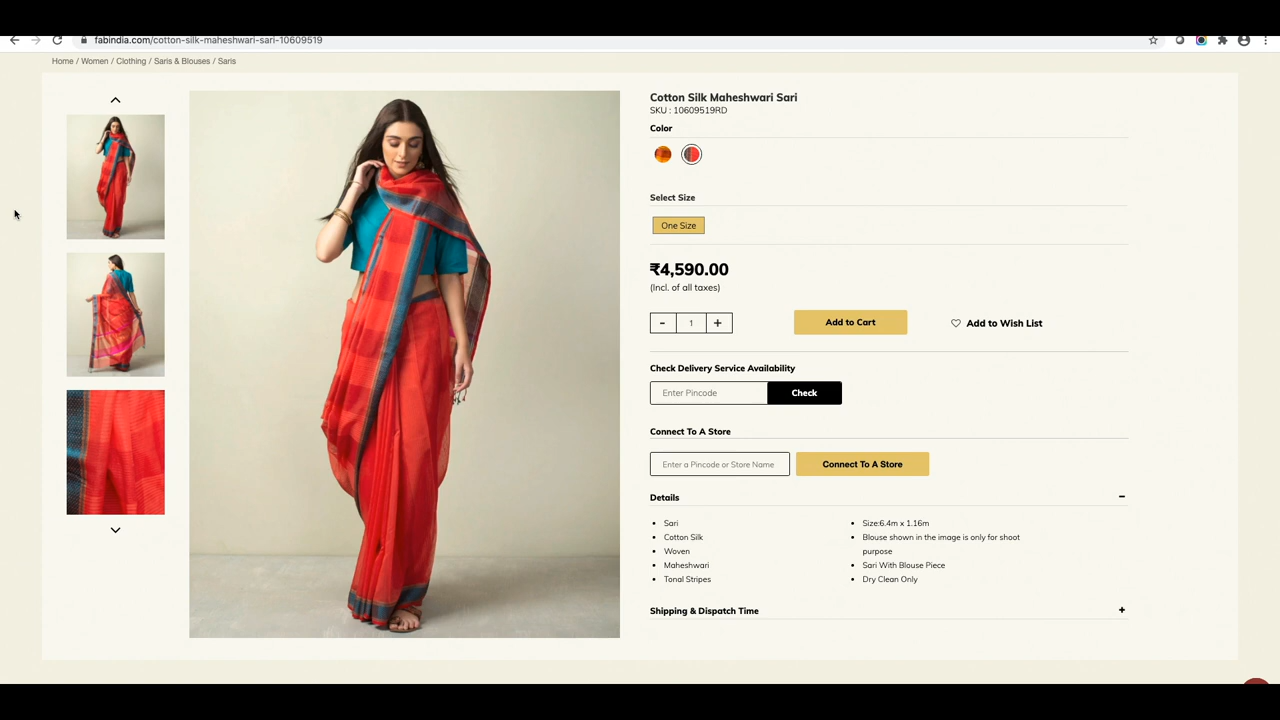 fabindia.com/cotton-silk-maheshwari-sari-10609519
Home / Women / Clothing / Saris & Blouses / Saris
Cotton Silk Maheshwari Sari
SKU : 10609519RD
Color
Select Size
One Size
₹4,590.00
(Incl. of all taxes)
- 1 +
Add to Cart
Add to Wish List
Check Delivery Service Availability
Enter Pincode
Check
Connect To A Store
Enter a Pincode or Store Name
Connect To A Store
Details
Sari
Cotton Silk
Woven
Maheshwari
Tonal Stripes
Size:6.4m x 1.16m
Blouse shown in the image is only for shoot
purpose
Sari With Blouse Piece
Dry Clean Only
Shipping & Dispatch Time